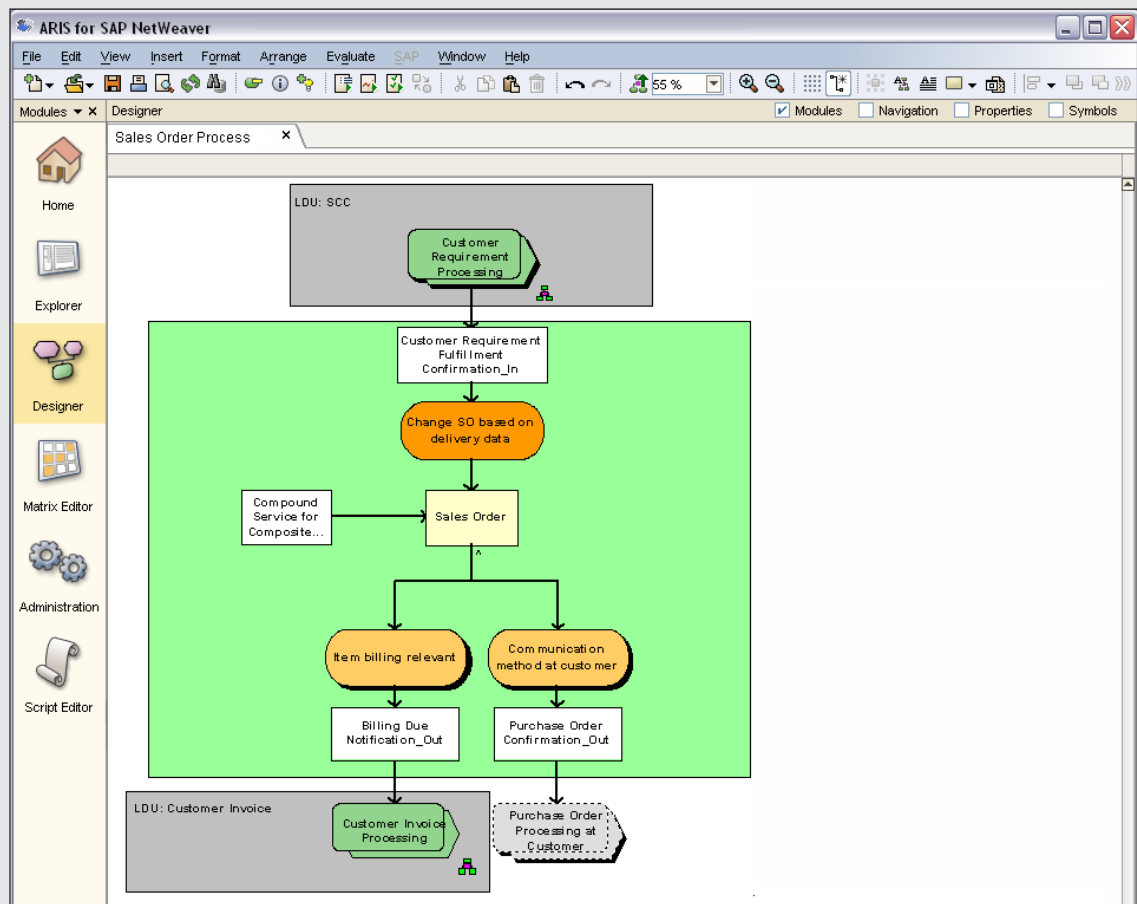 ARIS for SAP NetWeaver
File Edit View Insert Format Arrange Evaluate SAP Window Help
55 %
Modules
Designer
Modules Navigation Properties Symbols
Sales Order Process
Home
Explorer
Designer
Matrix Editor
Administration
Script Editor
LDU: SCC
Customer
Requirement
Processing
Customer Requirement
Fulfillment
Confirmation_In
Change SO based on
delivery data
Compound
Service for
Composite...
Sales Order
^
Item billing relevant
Communication
method at customer
Billing Due
Notification_Out
Purchase Order
Confirmation_Out
LDU: Customer Invoice
Customer Invoice
Processing
Purchase Order
Processing at
Customer